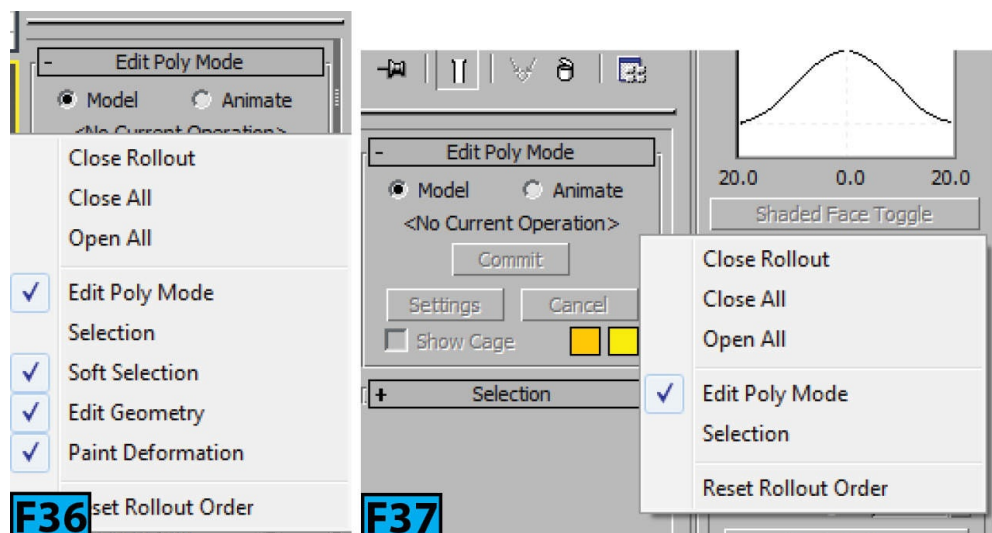 - Edit Poly Mode
Model Animate
<No Current Operation>
Close Rollout
Close All
Open All
Edit Poly Mode
Selection
Soft Selection
Edit Geometry
Paint Deformation
set Rollout Order
F36
- Edit Poly Mode
Model Animate
<No Current Operation>
Commit
Settings Cancel
Show Cage
+ Selection
F37
20.0 0.0 20.0
Shaded Face Toggle
Close Rollout
Close All
Open All
Edit Poly Mode
Selection
Reset Rollout Order